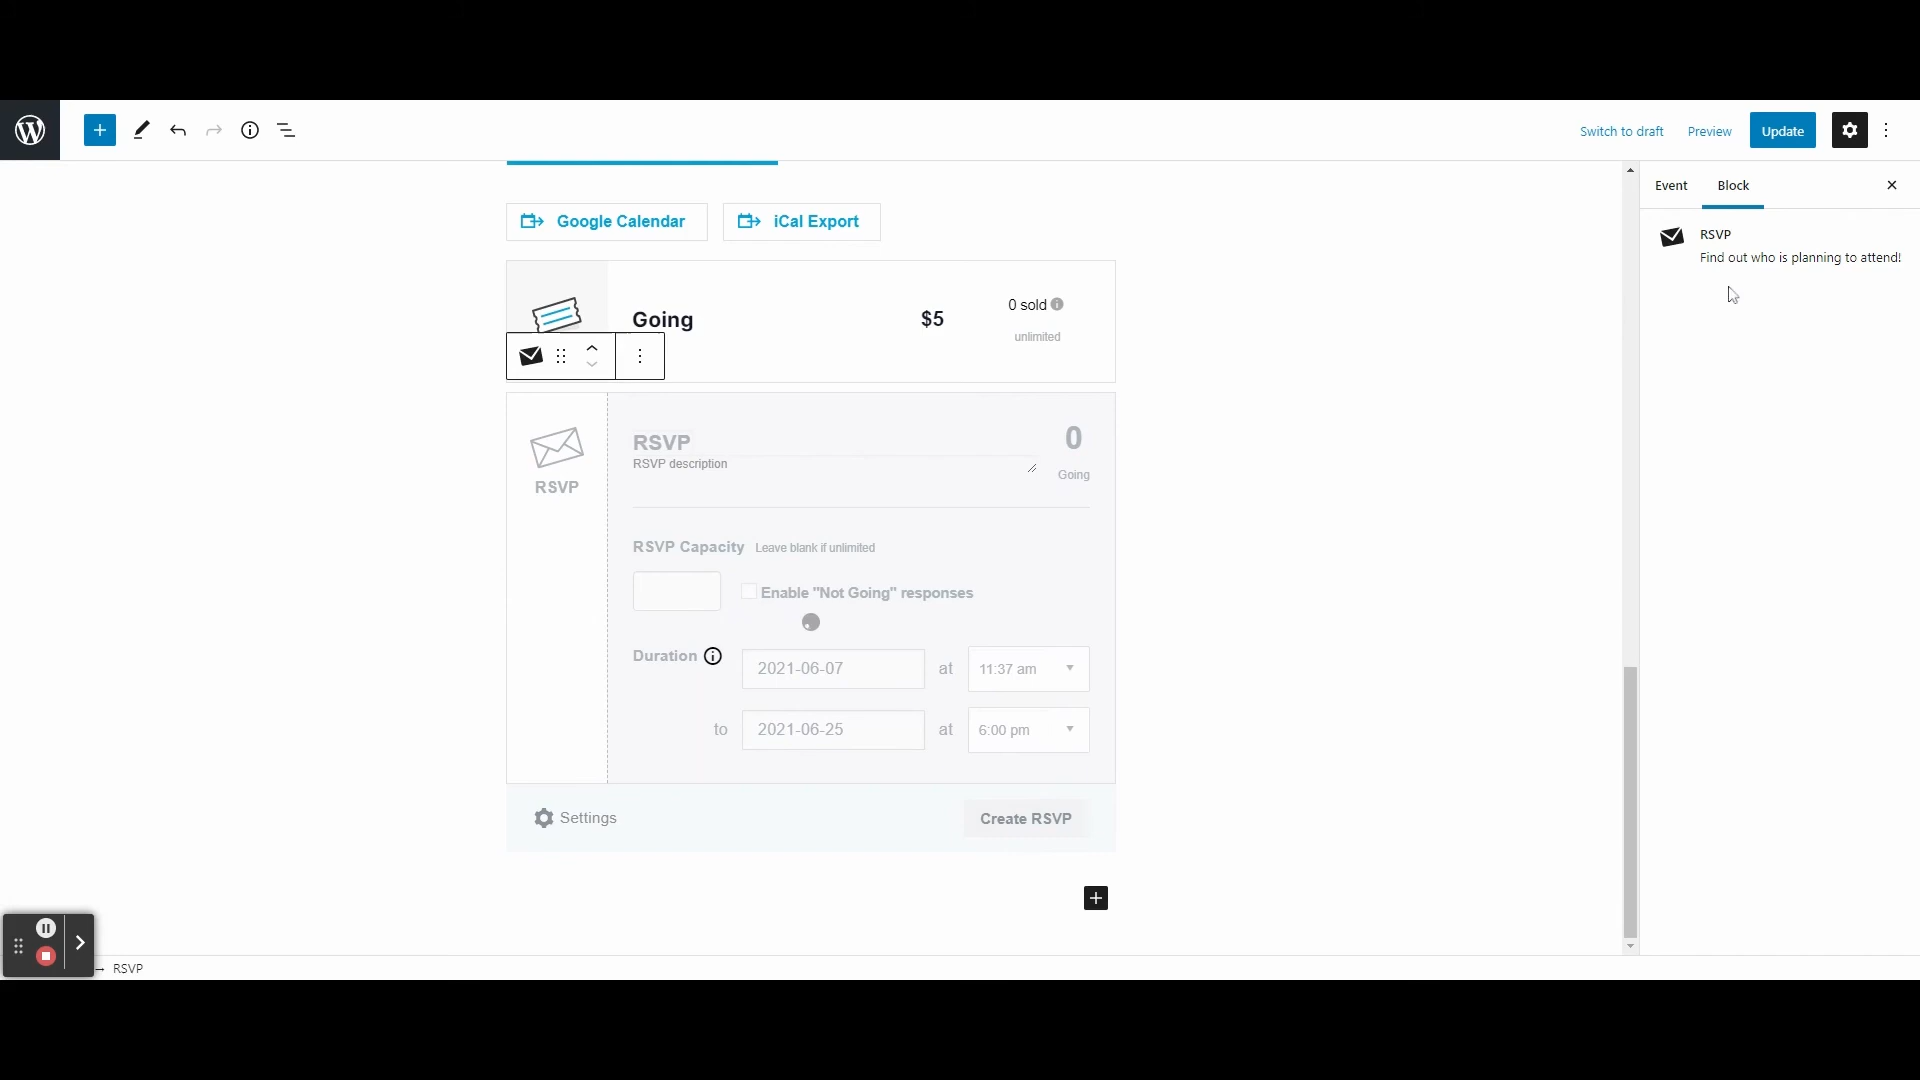 Switch to draft Preview Update
Event Block
RSVP
Find out who is planning to attend!
Google Calendar iCal Export
Going $5 0 sold
unlimited
RSVP
RSVP
RSVP description
0
Going
RSVP Capacity Leave blank if unlimited
Enable "Not Going" responses
Duration 2021-06-07 at 11:37 am
to 2021-06-25 at 6:00 pm
Settings Create RSVP
→ RSVP